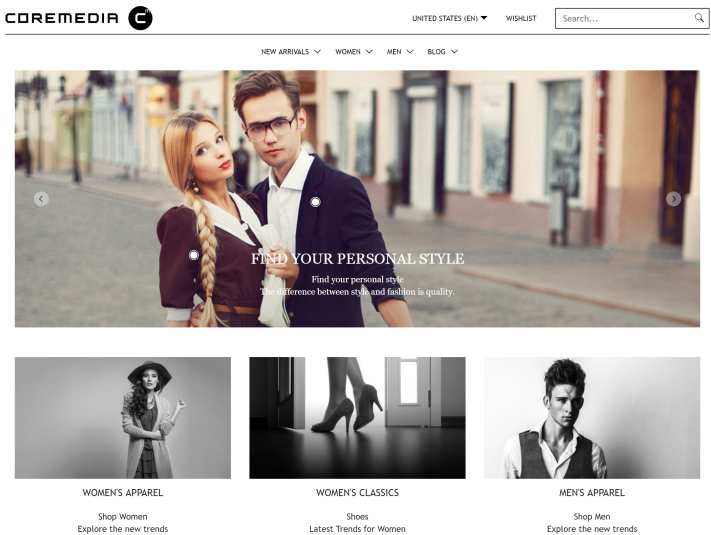 COREMEDIA C
UNITED STATES (EN) WISHLIST Search...
NEW ARRIVALS WOMEN MEN BLOG
FIND YOUR PERSONAL STYLE
Find your personal style
The difference between style and fashion is quality.
WOMEN'S APPAREL
Shop Women
Explore the new trends
WOMEN'S CLASSICS
Shoes
Latest Trends for Women
MEN'S APPAREL
Shop Men
Explore the new trends